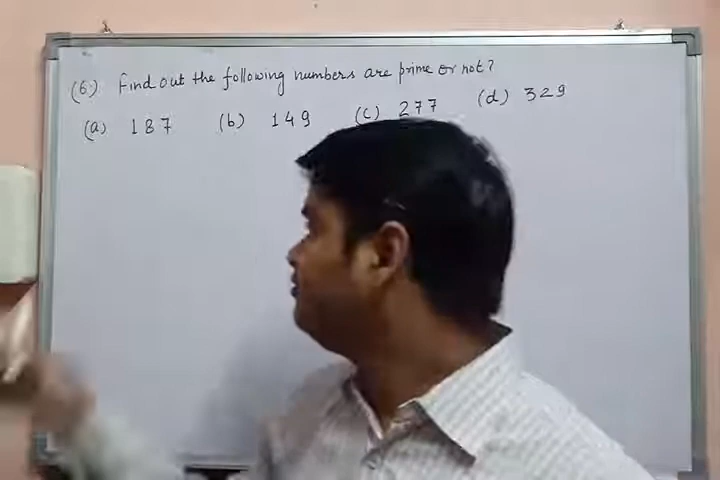 (6) Find out the following numbers are prime or not?
(a) 187 (b) 149 (c) 277 (d) 329